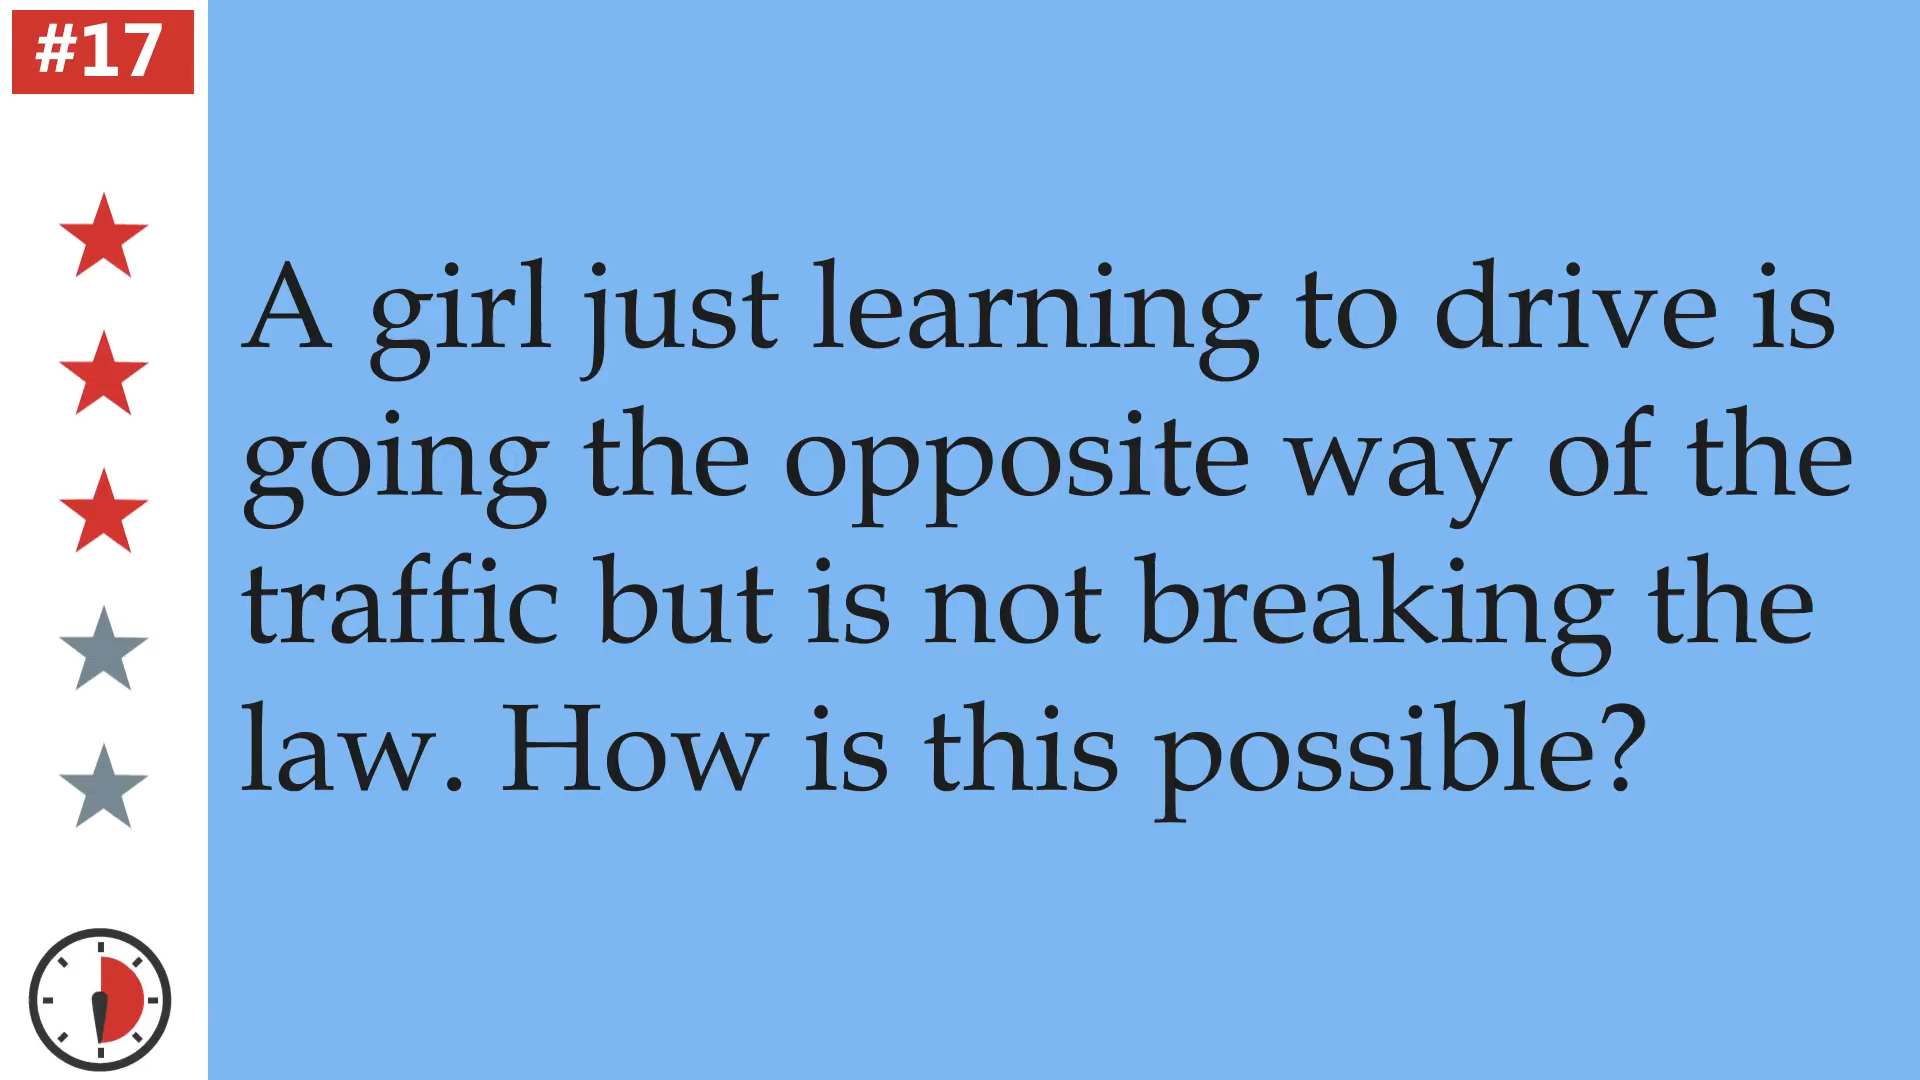 #17
A girl just learning to drive is
going the opposite way of the
traffic but is not breaking the
law. How is this possible?